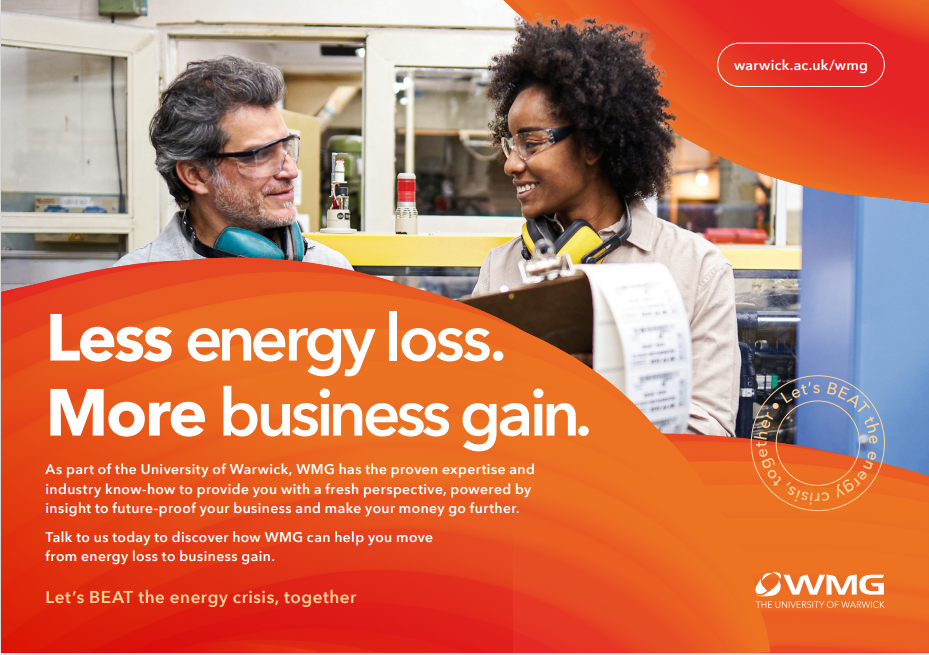 warwick.ac.uk/wmg
Less energy loss.
More business gain.
As part of the University of Warwick, WMG has the proven expertise and
industry know-how to provide you with a fresh perspective, powered by
insight to future-proof your business and make your money go further.
Talk to us today to discover how WMG can help you move
from energy loss to business gain.
Let's BEAT the energy crisis, together
Let's BEAT the energy crisis, together •
WMG
THE UNIVERSITY OF WARWICK